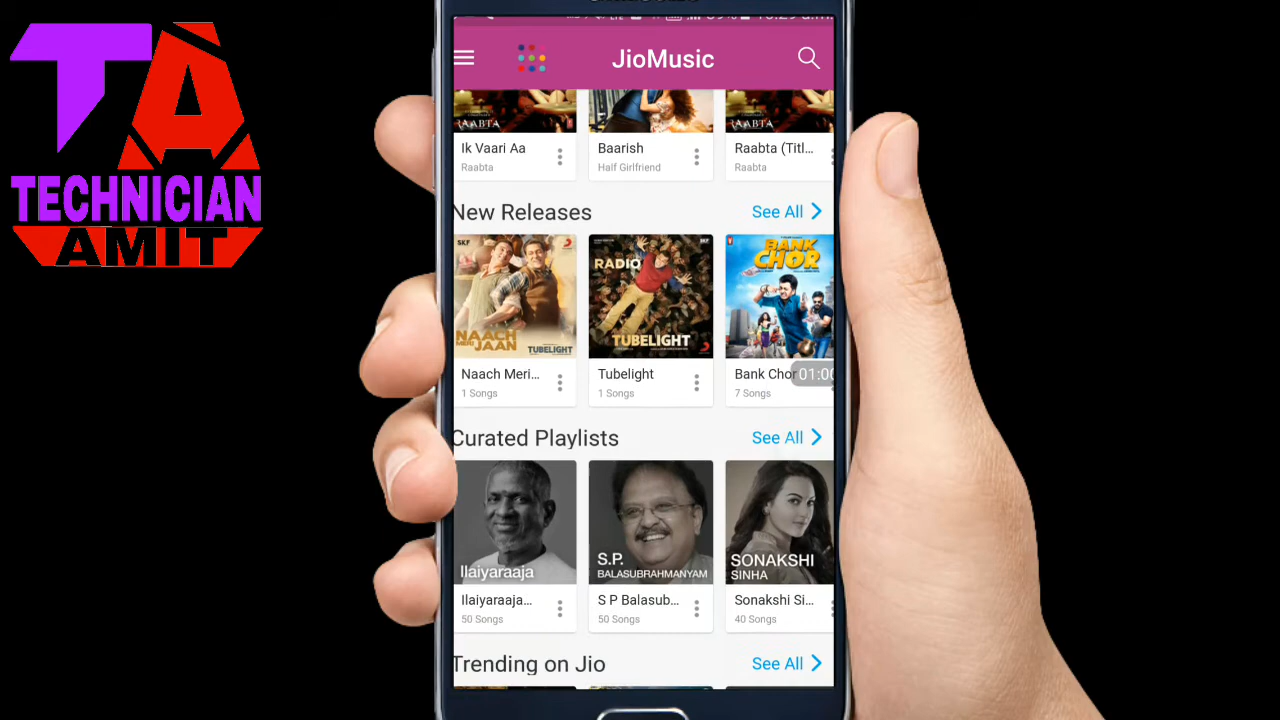 TA
TECHNICIAN
AMIT
JioMusic
RAABTA
RAABTA
Ik Vaari Aa
Raabta
Baarish
Half Girlfriend
Raabta (Titl...
Raabta
New Releases
See All
SKF
NAACH
MERI JAAN
TUBELIGHT
SKF
RADIO
TUBELIGHT
BANK
CHOR
Naach Meri...
1 Songs
Tubelight
1 Songs
Bank Chor
7 Songs
01:00
Curated Playlists
See All
Ilaiyaraaja
S.P.
BALASUBRAHMANYAM
SONAKSHI
SINHA
Ilaiyaraaja...
50 Songs
S P Balasub...
50 Songs
Sonakshi Si...
40 Songs
Trending on Jio
See All